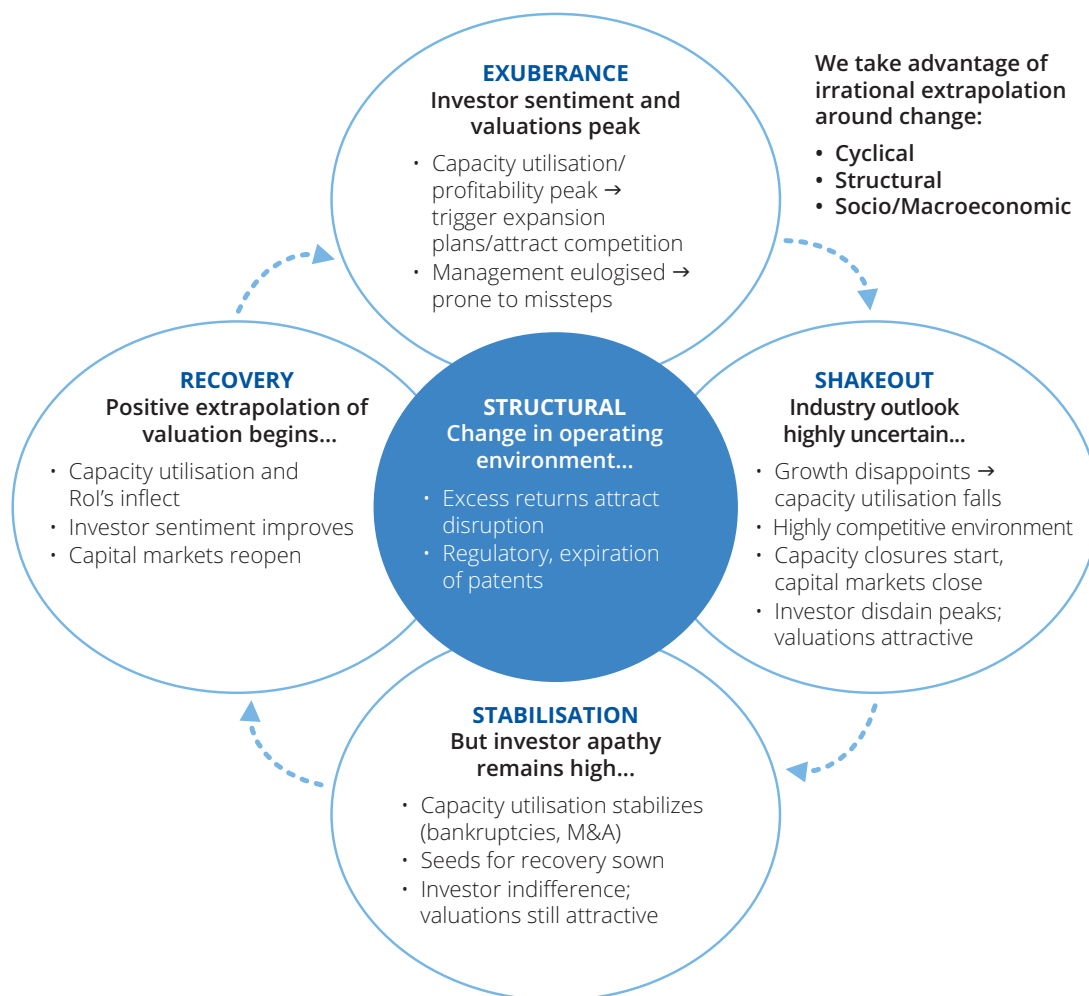 EXUBERANCE
Investor sentiment and
valuations peak
• Capacity utilisation/
profitability peak →
trigger expansion
plans/attract competition
• Management eulogised →
prone to missteps
We take advantage of
irrational extrapolation
around change:
• Cyclical
• Structural
• Socio/Macroeconomic
RECOVERY
Positive extrapolation of
valuation begins...
• Capacity utilisation and
RoI's inflect
• Investor sentiment improves
• Capital markets reopen
STRUCTURAL
Change in operating
environment...
• Excess returns attract
disruption
• Regulatory, expiration
of patents
SHAKEOUT
Industry outlook
highly uncertain...
• Growth disappoints →
capacity utilisation falls
• Highly competitive environment
• Capacity closures start,
capital markets close
• Investor disdain peaks;
valuations attractive
STABILISATION
But investor apathy
remains high...
• Capacity utilisation stabilizes
(bankruptcies, M&A)
• Seeds for recovery sown
• Investor indifference;
valuations still attractive